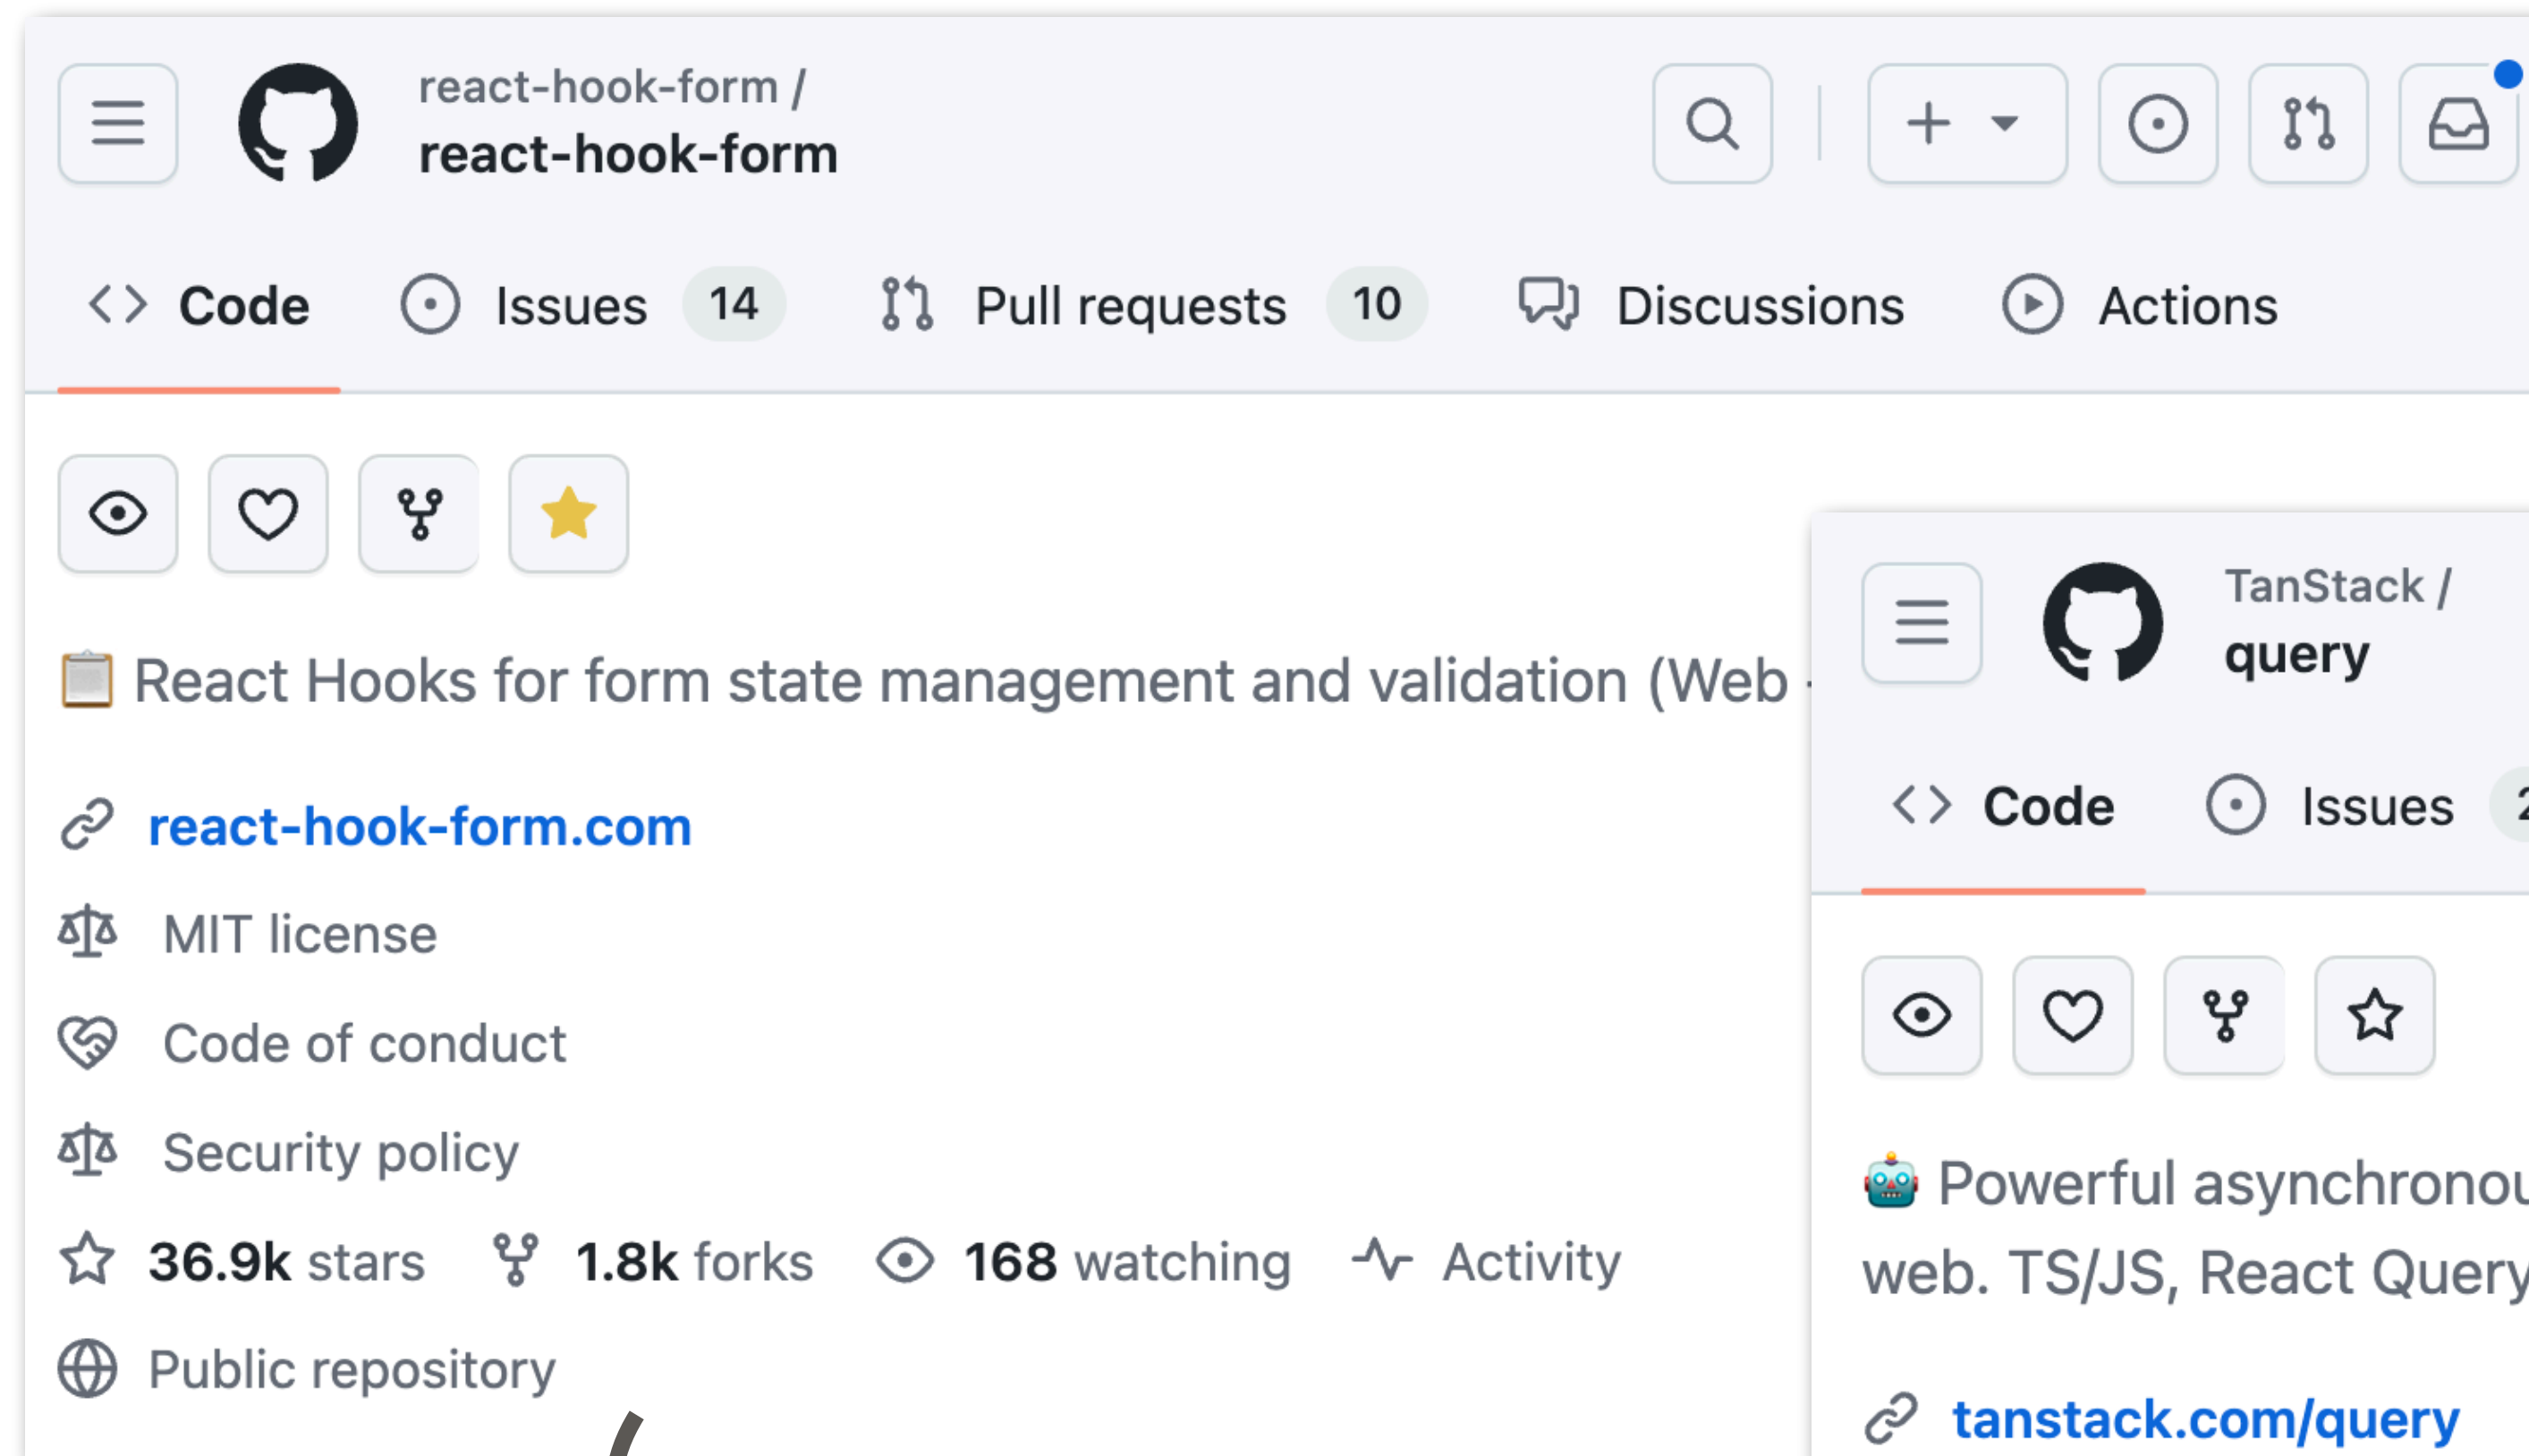 react-hook-form /
react-hook-form
Code Issues 14 Pull requests 10 Discussions Actions
React Hooks for form state management and validation (Web
react-hook-form.com
MIT license
Code of conduct
Security policy
36.9k stars 1.8k forks 168 watching Activity
Public repository
TanStack /
query
Code Issues
Powerful
web. TS/JS, React Query
tanstack.com/query